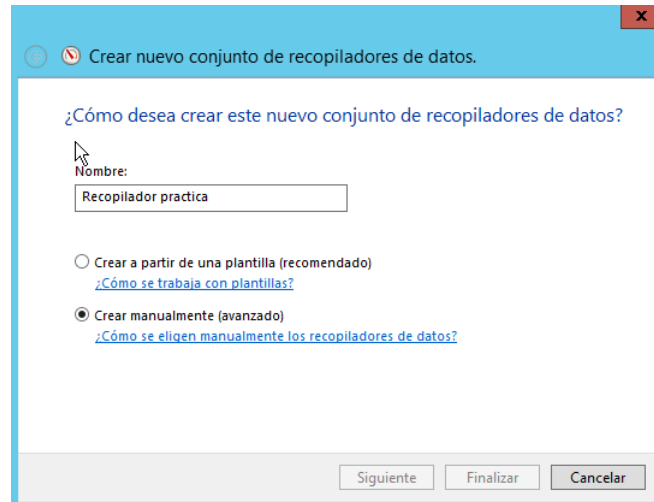 x
Crear nuevo conjunto de recopiladores de datos.
¿Cómo desea crear este nuevo conjunto de recopiladores de datos?
Nombre:
Recopilador practica
Crear a partir de una plantilla (recomendado)
¿Cómo se trabaja con plantillas?
Crear manualmente (avanzado)
¿Cómo se eligen manualmente los recopiladores de datos?
Siguiente Finalizar Cancelar